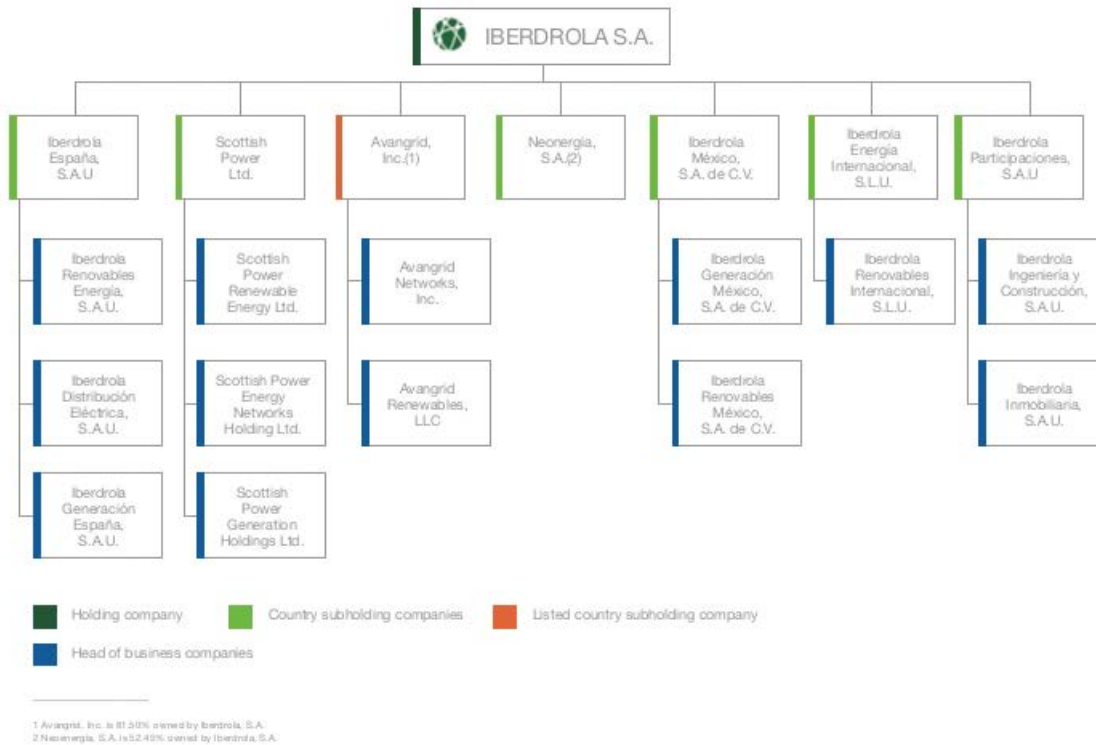 IBERDROLA S.A.
Iberdrola
España,
S.A.U
Scottish
Power
Ltd.
Avangrid,
Inc.(1)
Neonergía,
S.A.(2)
Iberdrola
México,
S.A. de C.V.
Iberdrola
Energía
Internacional,
S.L.U.
Iberdrola
Participaciones,
S.A.U
Iberdrola
Renovables
Energía,
S.A.U.
Scottish
Power
Renewable
Energy Ltd.
Avangrid
Networks,
Inc.
Iberdrola
Generación
México,
S.A. de C.V.
Iberdrola
Renovables
Internacional,
S.L.U.
Iberdrola
Ingeniería y
Construcción,
S.A.U.
Iberdrola
Distribución
Eléctrica,
S.A.U.
Scottish Power
Energy
Networks
Holding Ltd.
Avangrid
Renewables,
LLC
Iberdrola
Renovables
México,
S.A. de C.V.
Iberdrola
Inmobiliaria,
S.A.U.
Iberdrola
Generación
España,
S.A.U.
Scottish
Power
Generation
Holdings Ltd.
Holding company
Country subholding companies
Listed country subholding company
Head of business companies
1 Avangrid, Inc. is 81.50% owned by Iberdrola, S.A.
2 Neoenergia, S.A. is 52.45% owned by Iberdrola, S.A.